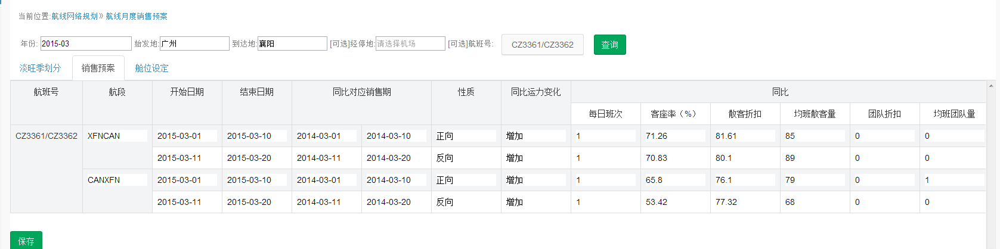 当前位置:航线网络规划» 航线月度销售预案
年份: 2015-03 始发地:广州 到达地:襄阳 [可选]经停地:请选择机场 [可选]航班号: CZ3361/CZ3362 查询
淡旺季划分 销售预案 舱位设定
航班号 航段 开始日期 结束日期 同比对应销售期 性质 同比运力变化 同比
每日班次 客座率（%） 散客折扣 均班散客量 团队折扣 均班团队量
CZ3361/CZ3362 XFNCAN 2015-03-01 2015-03-10 2014-03-01 2014-03-10 正向 增加 1 71.26 81.61 85 0 0
2015-03-11 2015-03-20 2014-03-11 2014-03-20 反向 增加 1 70.83 80.1 89 0 0
CANXFN 2015-03-01 2015-03-10 2014-03-01 2014-03-10 正向 增加 1 65.8 76.1 79 0 1
2015-03-11 2015-03-20 2014-03-11 2014-03-20 反向 增加 1 53.42 77.32 68 0 0
保存